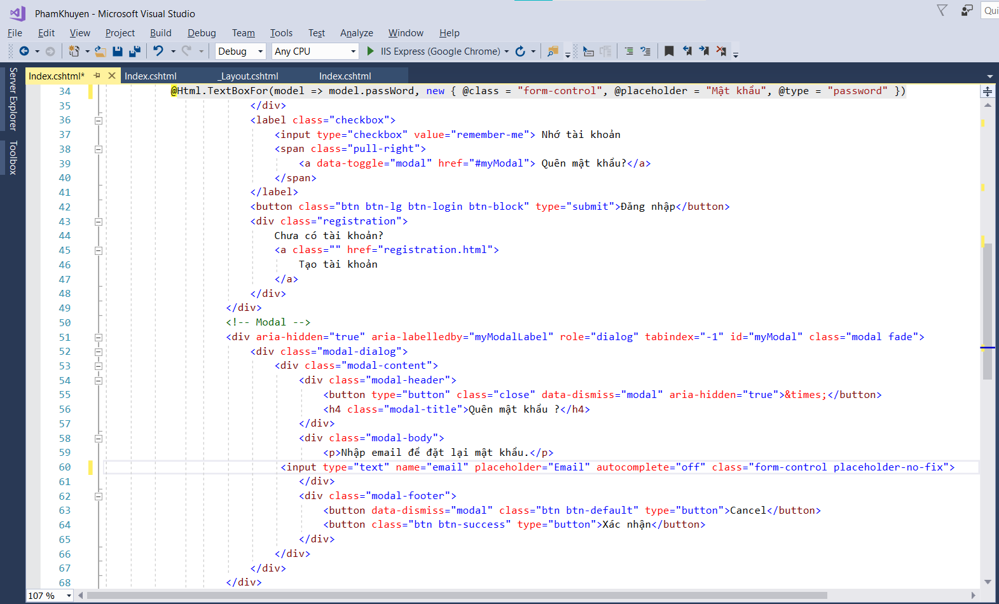 PhamKhuyen - Microsoft Visual Studio
Qui
File Edit View Project Build Debug Team Tools Test Analyze Window Help
Debug Any CPU IIS Express (Google Chrome)
Server Explorer
Toolbox
Index.cshtml* Index.cshtml _Layout.cshtml Index.cshtml
34 @Html.TextBoxFor(model => model.passWord, new { @class = "form-control", @placeholder = "Mật khẩu", @type = "password" })
35 </div>
36 <label class="checkbox">
37 <input type="checkbox" value="remember-me"> Nhớ tài khoản
38 <span class="pull-right">
39 <a data-toggle="modal" href="#myModal"> Quên mật khẩu?</a>
40 </span>
41 </label>
42 <button class="btn btn-lg btn-login btn-block" type="submit">Đăng nhập</button>
43 <div class="registration">
44 Chưa có tài khoản?
45 <a class="" href="registration.html">
46 Tạo tài khoản
47 </a>
48 </div>
49 </div>
50 <!-- Modal -->
51 <div aria-hidden="true" aria-labelledby="myModalLabel" role="dialog" tabindex="-1" id="myModal" class="modal fade">
52 <div class="modal-dialog">
53 <div class="modal-content">
54 <div class="modal-header">
55 <button type="button" class="close" data-dismiss="modal" aria-hidden="true">&times;</button>
56 <h4 class="modal-title">Quên mật khẩu ?</h4>
57 </div>
58 <div class="modal-body">
59 <p>Nhập email để đặt lại mật khẩu.</p>
60 <input type="text" name="email" placeholder="Email" autocomplete="off" class="form-control placeholder-no-fix">
61 </div>
62 <div class="modal-footer">
63 <button data-dismiss="modal" class="btn btn-default" type="button">Cancel</button>
64 <button class="btn btn-success" type="button">Xác nhận</button>
65 </div>
66 </div>
67 </div>
68 </div>
107 %